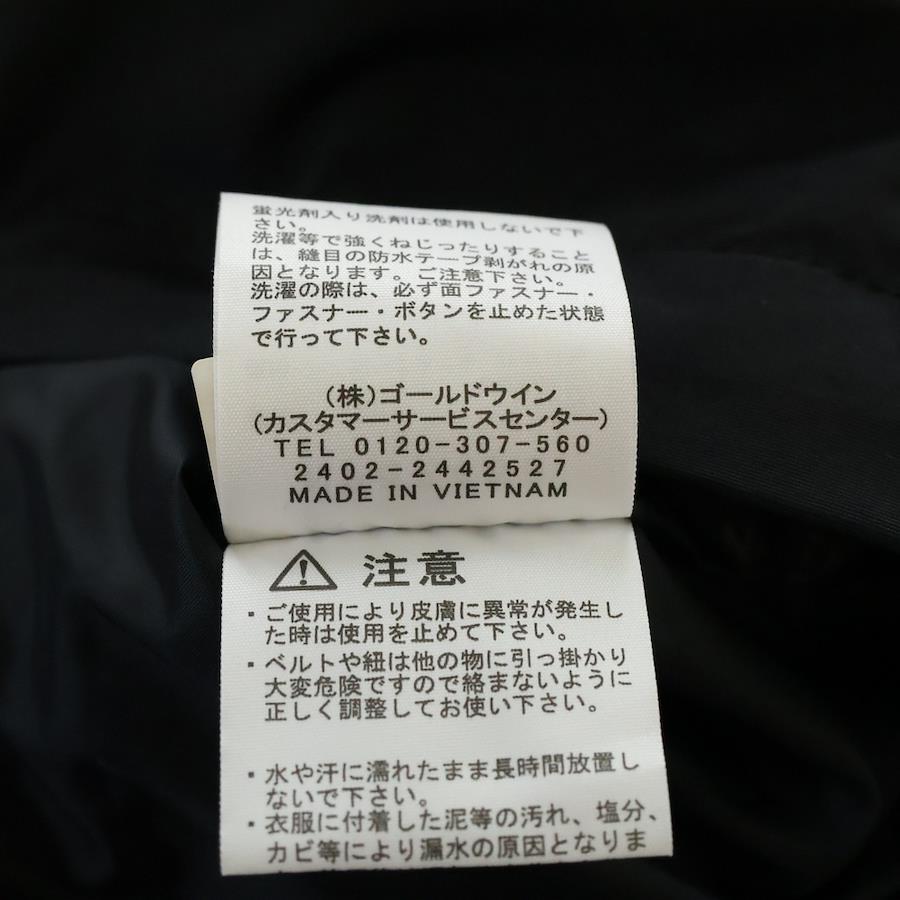 蛍光剤入り洗剤は使用しないで下
さい。
洗濯等で強くねじったりすること
は、縫目の防水テープ剥がれの原
因となります。ご注意下さい。
洗濯の際は、必ず面ファスナー・
ファスナー・ボタンを止めた状態
で行って下さい。
(株)ゴールドウイン
(カスタマーサービスセンター)
TEL 0120-307-560
2402-2442527
MADE IN VIETNAM
注意
・ご使用により皮膚に異常が発生し
た時は使用を止めて下さい。
・ベルトや紐は他の物に引っ掛かり
大変危険ですので絡まないように
正しく調整してお使い下さい。
・水や汗に濡れたまま長時間放置し
ないで下さい。
・衣服に付着した泥等の汚れ、塩分、
カビ等により漏水の原因となりま